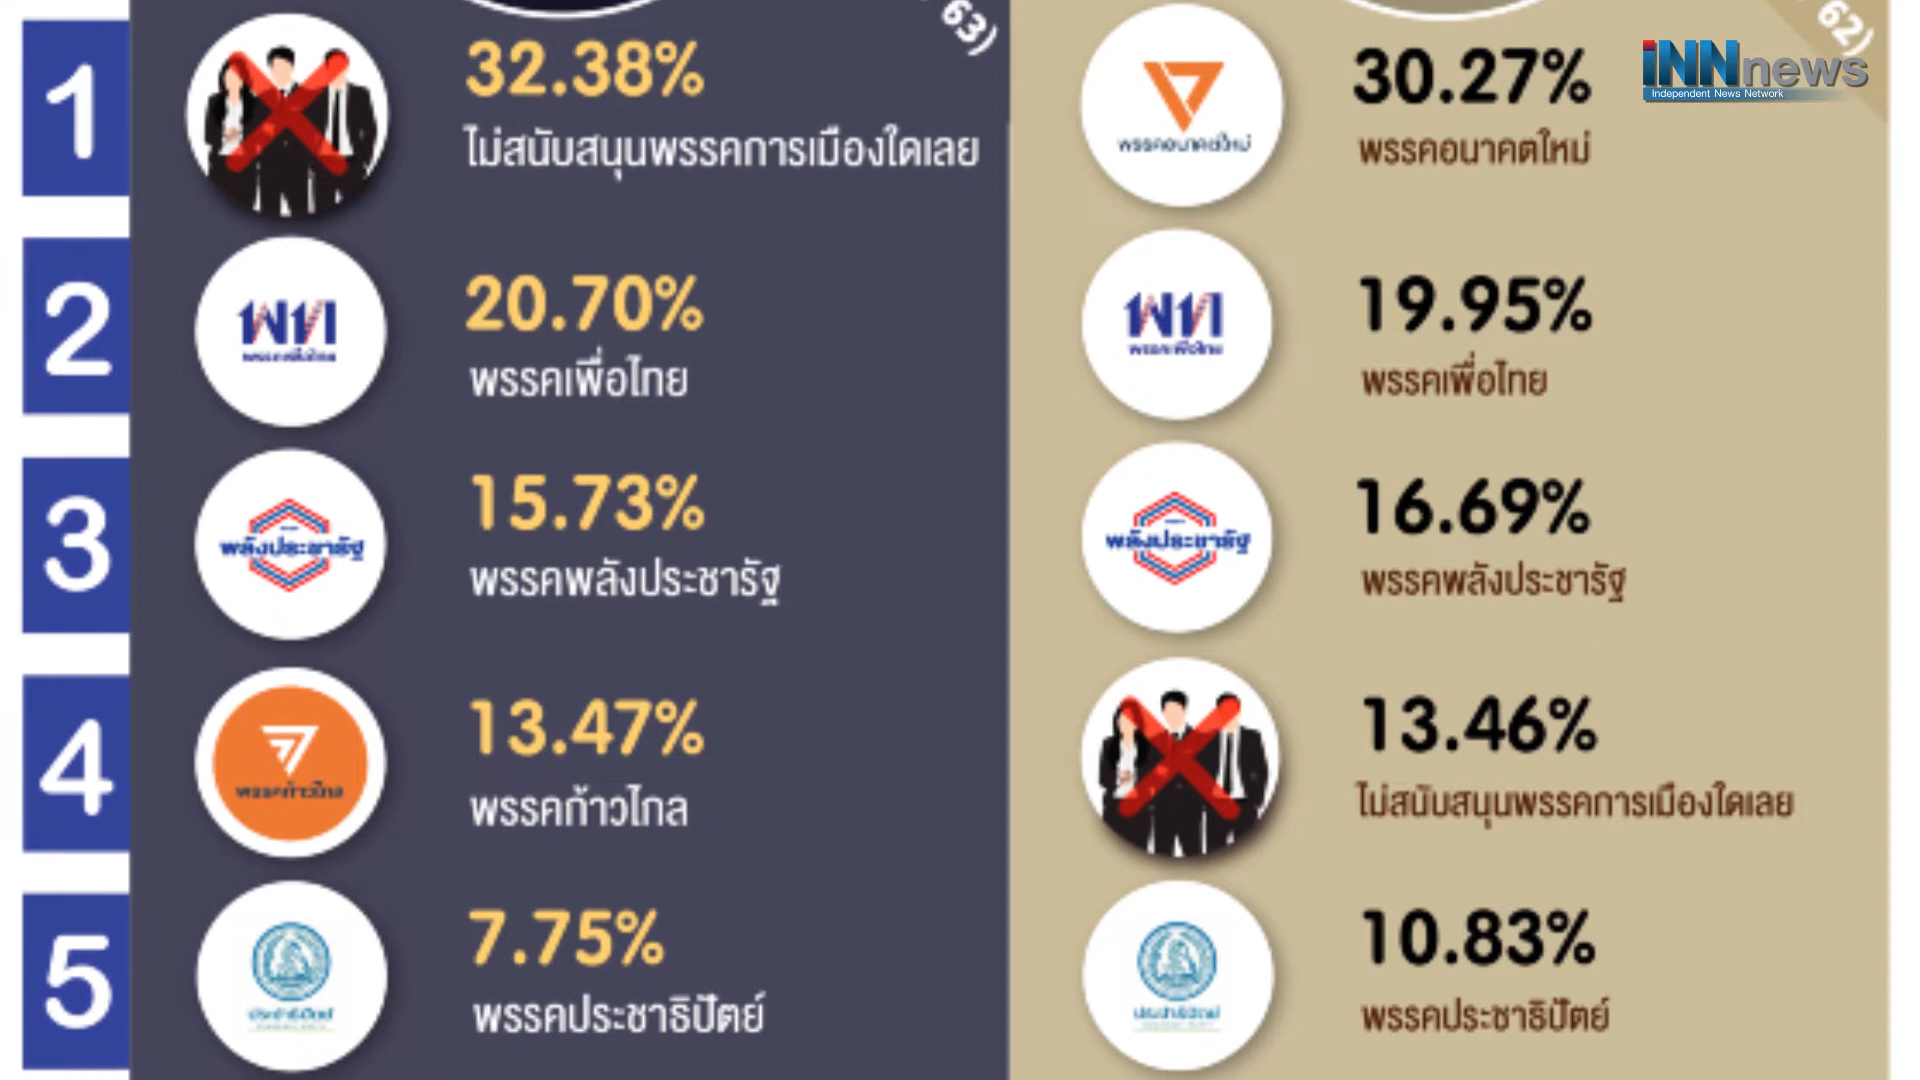 63)
62)
iNNnews
Independent News Network
1
32.38%
ไม่สนับสนุนพรรคการเมืองใดเลย
พรรคอนาคตใหม่
30.27%
พรรคอนาคตใหม่
2
พท
พรรคเพื่อไทย
20.70%
พรรคเพื่อไทย
พท
พรรคเพื่อไทย
19.95%
พรรคเพื่อไทย
3
พลังประชารัฐ
15.73%
พรรคพลังประชารัฐ
พลังประชารัฐ
16.69%
พรรคพลังประชารัฐ
4
พรรคก้าวไกล
13.47%
พรรคก้าวไกล
13.46%
ไม่สนับสนุนพรรคการเมืองใดเลย
5
ประชาธิปัตย์
7.75%
พรรคประชาธิปัตย์
ประชาธิปัตย์
10.83%
พรรคประชาธิปัตย์